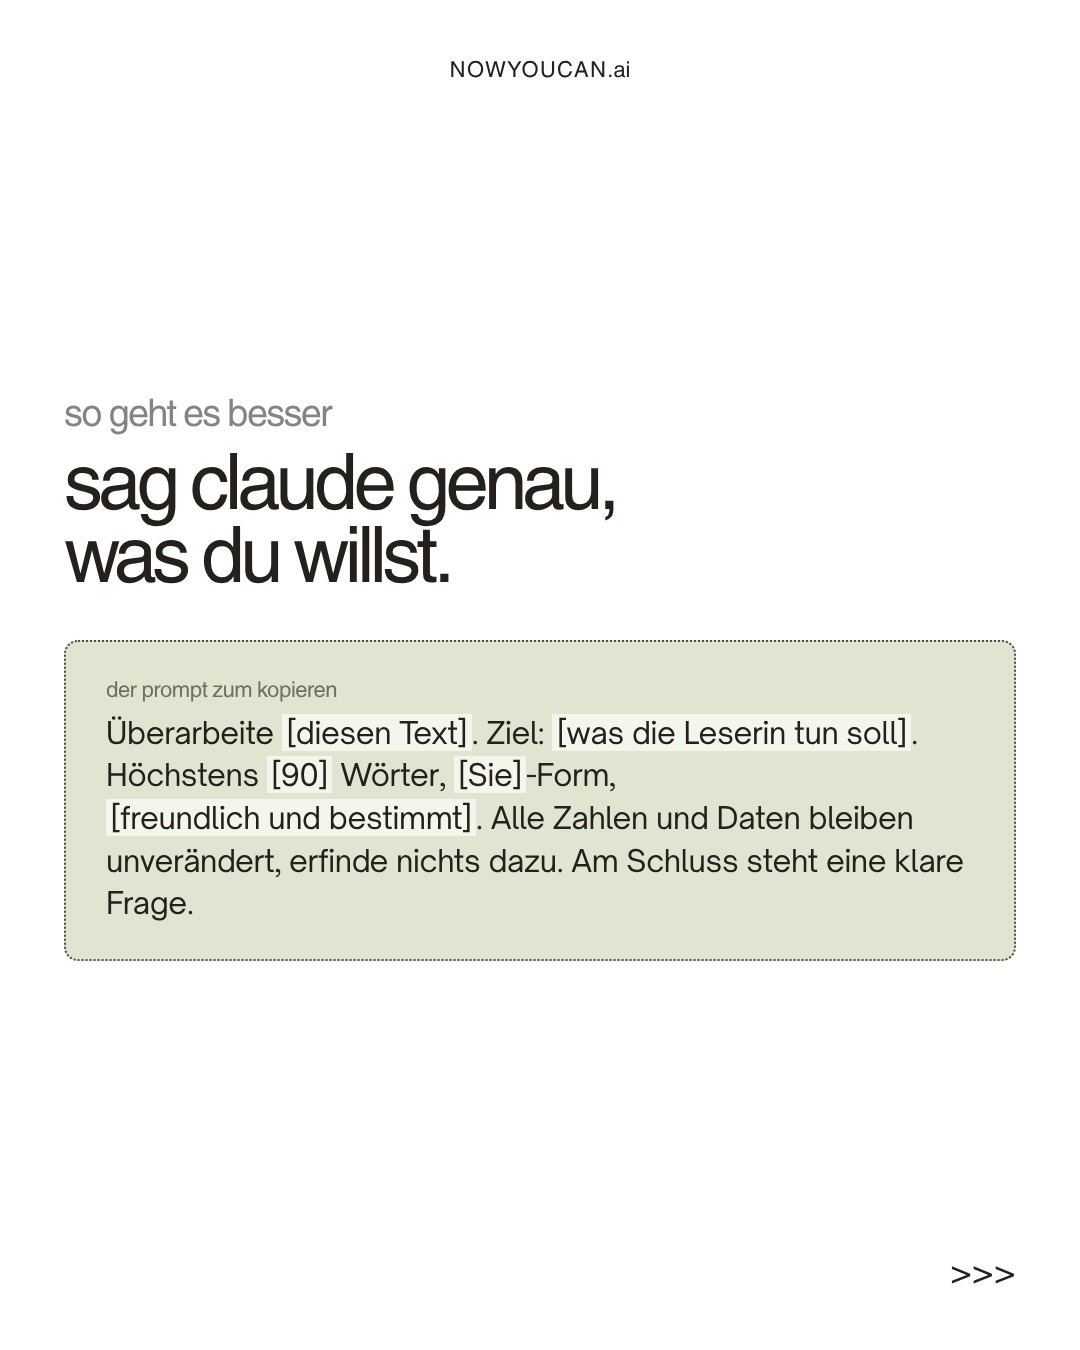 NOWYOUCAN.ai
so geht es besser
sag claude genau,
was du willst.
der prompt zum kopieren
Überarbeite [diesen Text]. Ziel: [was die Leserin tun soll].
Höchstens [90] Wörter, [Sie]-Form,
[freundlich und bestimmt]. Alle Zahlen und Daten bleiben
unverändert, erfinde nichts dazu. Am Schluss steht eine klare
Frage.
>>>